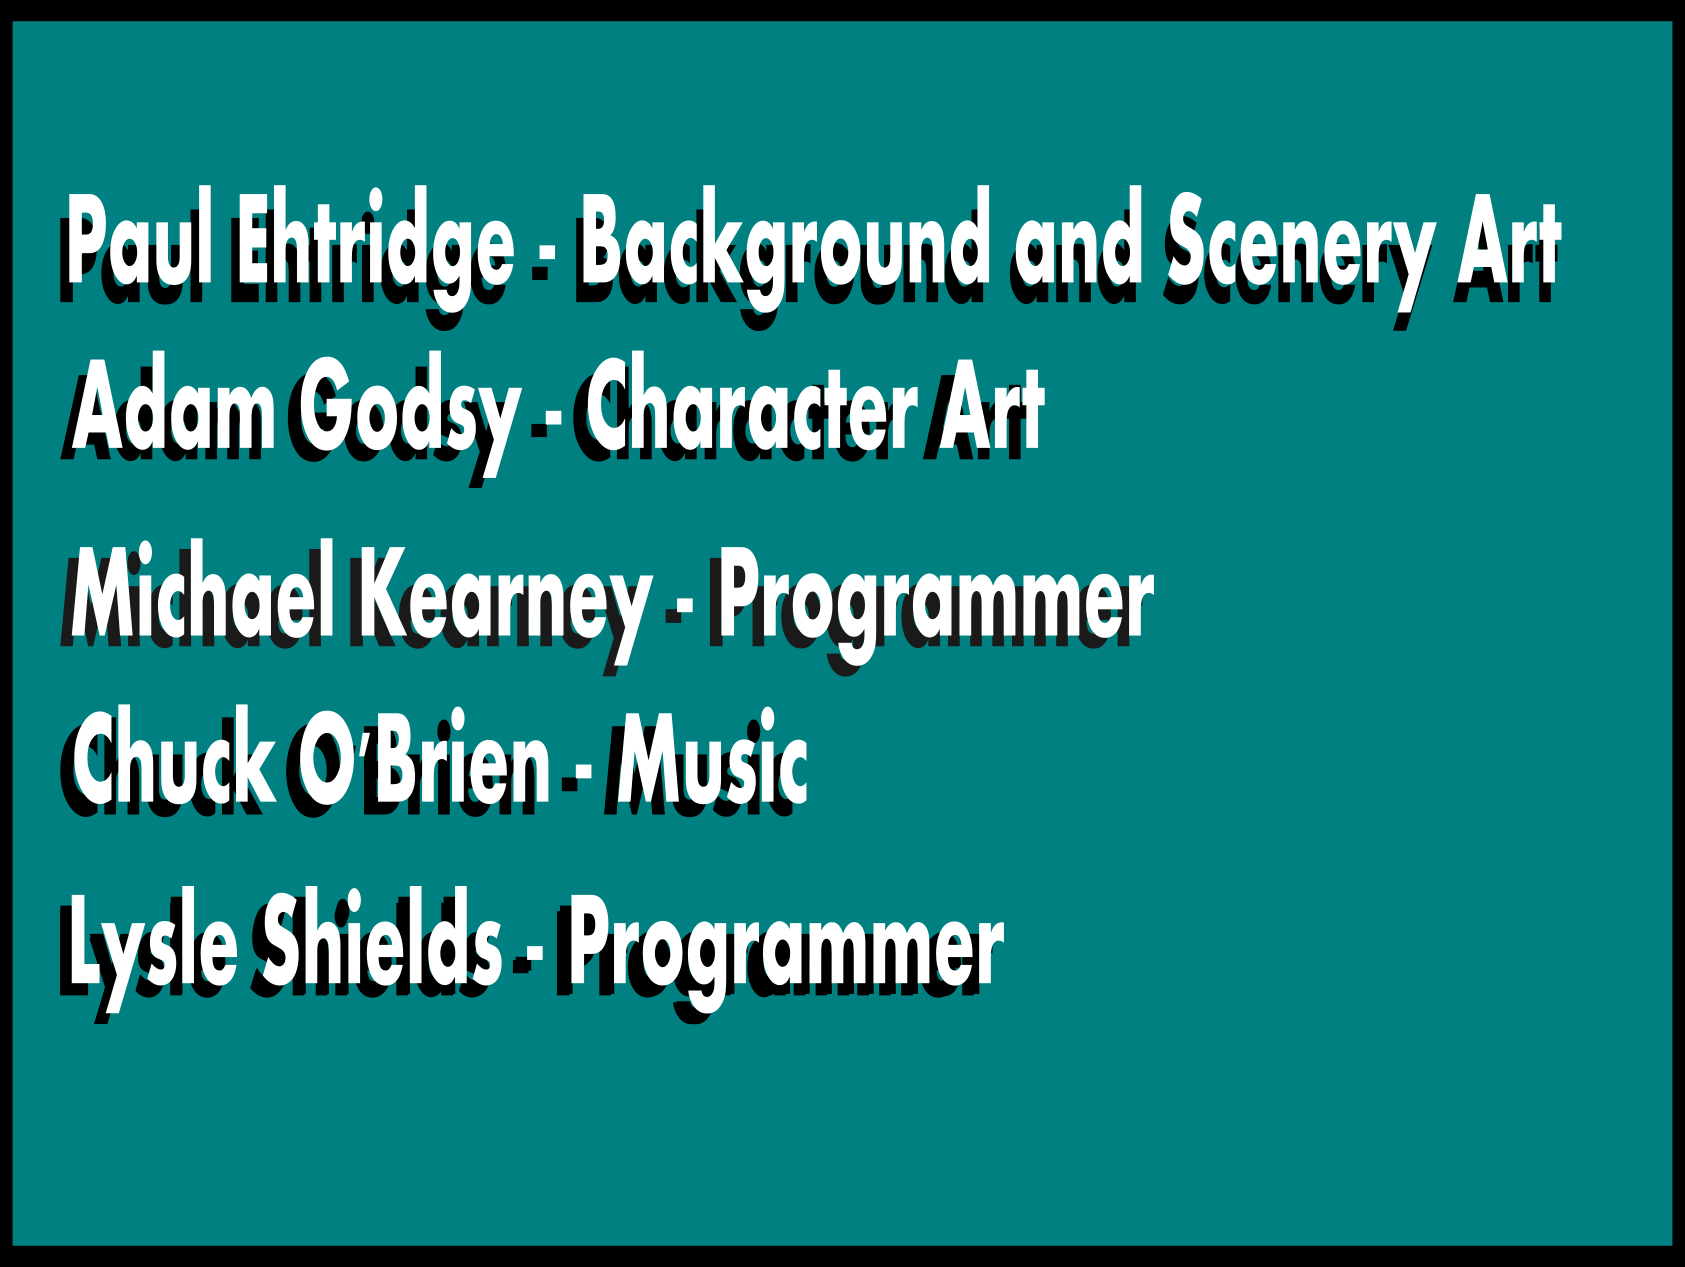 Paul Ehtridge - Background and Scenery Art
Adam Godsy - Character Art
Michael Kearney - Programmer
Chuck O'Brien - Music
Lysle Shields - Programmer